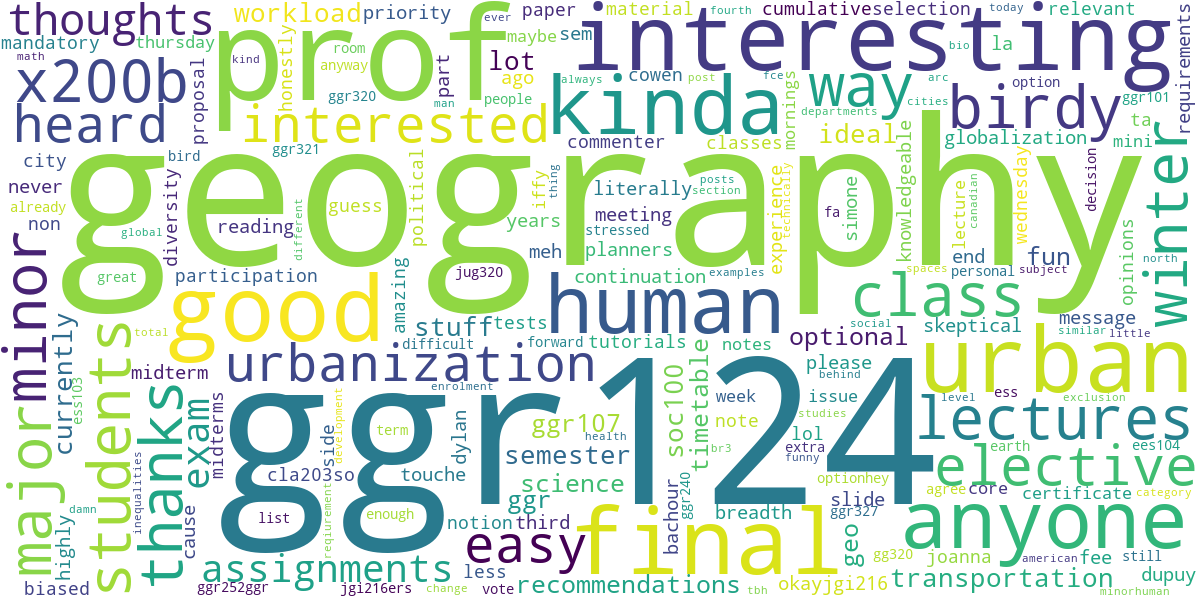 thoughts
workload
priority
ever
paper
material
fourth
cumulative
selection
today
relevant
prof
interesting
mandatory
thursday
room
maybe
sem
la
requirements
math
kind
anyway
honestly
part
lot
x200b
proposal
ggr320
ago
cowen
always
post
fce
way
bio
arc
option
ggr101
man
people
kinda
mornings
departments
cities
birdy
ta
heard
interested
commenter
classes
ideal
globalization
mini
city
bird
ggr321
geography
thing
literally
posts
section
technically
knowledgeable
canadian
decision
winter
never
already
non
diversity
guess
political
iffy
years
meeting
stressed
experience
fa
simone
lecture
wednesday
opinions
reading
global
different
meh
planners
end
fun
great
jug320
continuation
examples
spaces
personal
subject
north
minor
participation
good
amazing
human
class
message
similar
little
currently
total
stuff
tests
social
skeptical
students
difficult
forward
tutorials
notes
optional
urban
midterm
urbanization
please
behind
enrolment
major
ess103
thanks
exam
ggr124
soc100
timetable
week
issue
studies
level
ess
exclusion
lectures
midterms
side
development
term
dylan
ggr107
note
lol
health
br3
extra
funny
earth
ees104
semester
elective
inequalities
cla203so
touche
science
ggr
ggr240
optionhey
agree
core
certificate
category
damn
highly
cause
list
requirement
enough
notion
third
bachour
breadth
slide
ggr327
anyone
easy
final
geo
gg320
joanna
fee
still
assignments
less
american
dupuy
biased
ggr252ggr
jgi216ers
change
vote
recommendations
tbh
okayjgi216
transportation
minorhuman